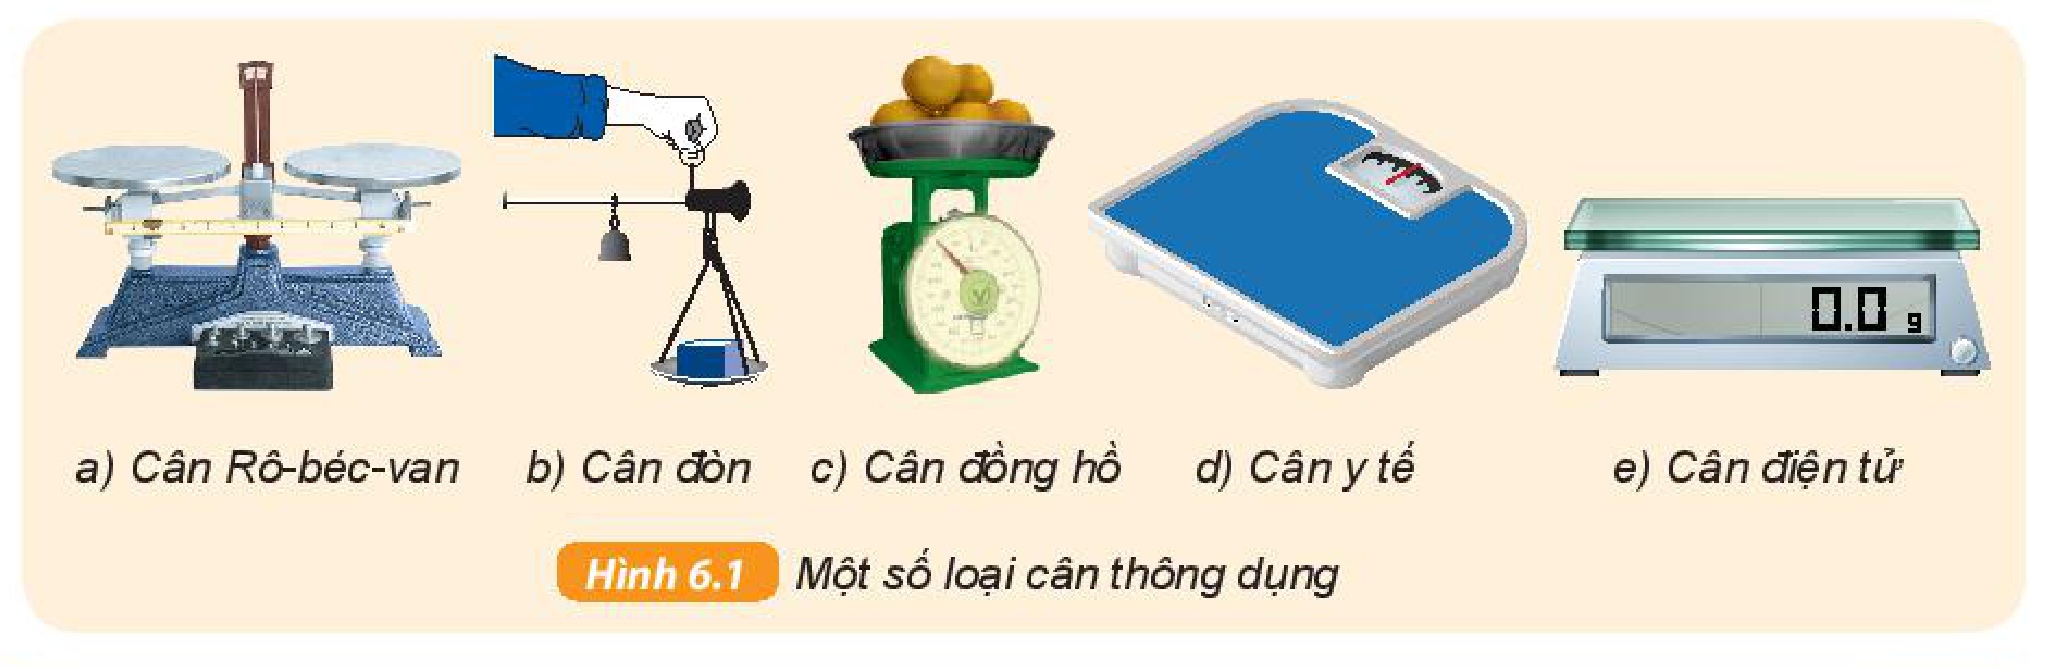 0.0 g
a) Cân Rô-béc-van
b) Cân đòn
c) Cân đồng hồ
d) Cân y tế
e) Cân điện tử
Hình 6.1 Một số loại cân thông dụng